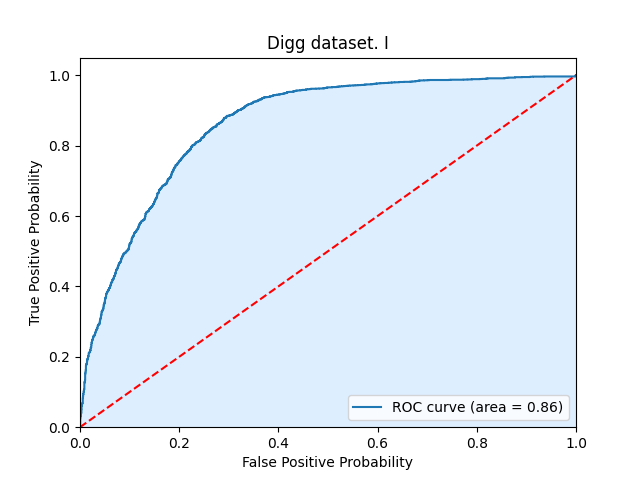 Digg dataset. I
True Positive Probability
1.0
0.8
0.6
0.4
0.2
0.0
ROC curve (area = 0.86)
0.0 0.2 0.4 0.6 0.8 1.0
False Positive Probability